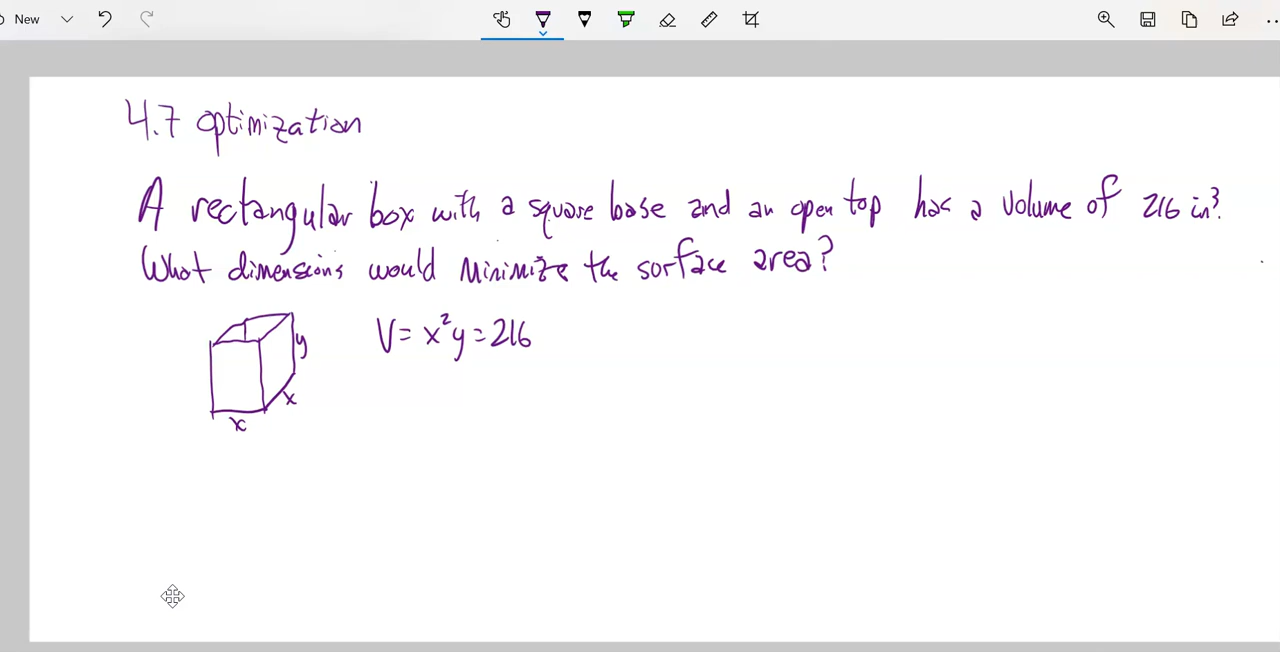 New
4.7 optimization
A rectangular box with a square base and an open top has a volume of 216 in³.
What dimensions would minimize the surface area?
V = x²y = 216
y
x
x